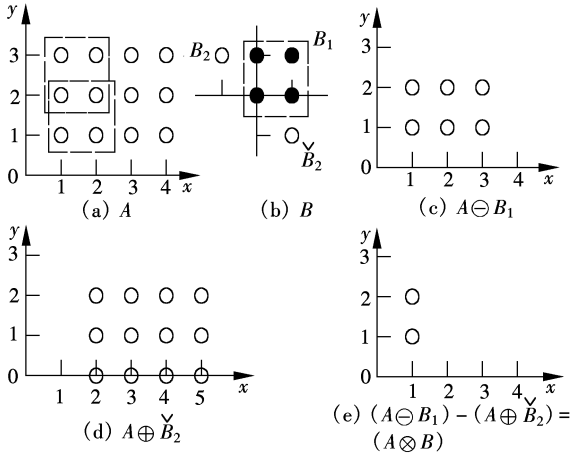 y
3
2
1
0
1 2 3 4 x
(a) A
B₂ B₁
B̌₂
(b) B
y
3
2
1
0
1 2 3 4 x
(c) A⊖B₁
y
2
1
0
1 2 3 4 5 x
(d) A⊕B̌₂
y
2
1
0
1 2 3 4 x
(e) (A⊖B₁)-(A⊕B̌₂)=
(A⊗B)